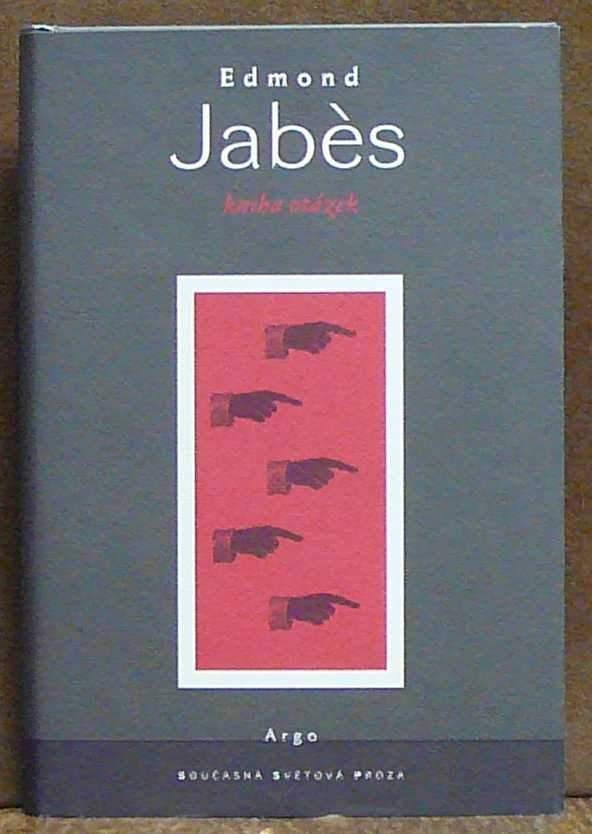 Edmond
Jabès
kniha otázek
Argo
SOUČASNÁ SVĚTOVÁ PRÓZA